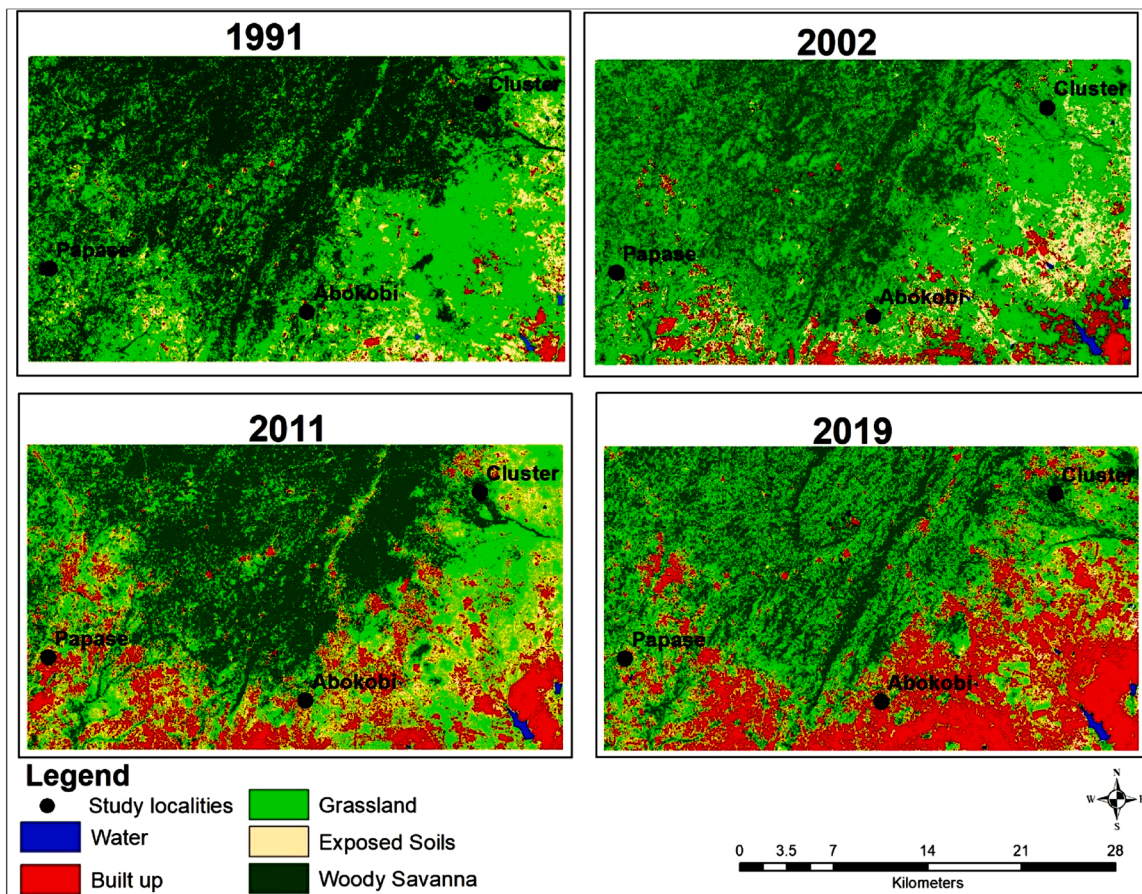 1991
Cluster
Papase
Abokobi
2002
Cluster
Papase
Abokobi
2011
Cluster
Papase
Abokobi
2019
Cluster
Papase
Abokobi
Legend
Study localities
Water
Built up
Grassland
Exposed Soils
Woody Savanna
N
W E
S
0 3.5 7 14 21 28
Kilometers